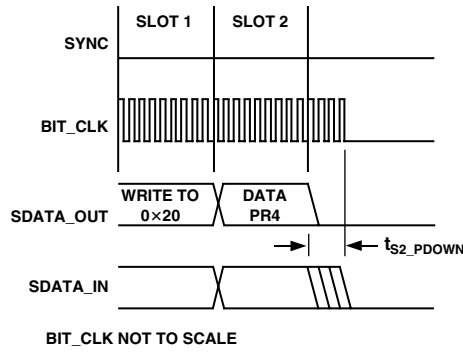 SLOT 1 SLOT 2
SYNC
BIT_CLK
WRITE TO DATA
0×20 PR4
SDATA_OUT
tS2_PDOWN
SDATA_IN
BIT_CLK NOT TO SCALE